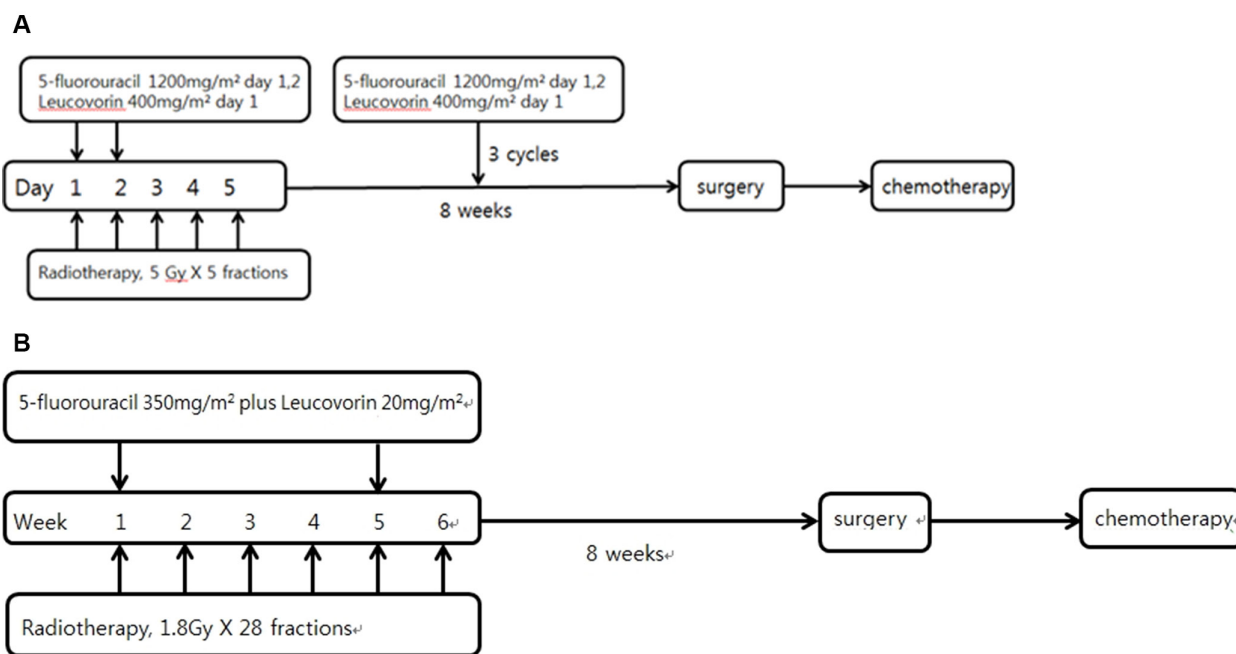 A
5-fluorouracil 1200mg/m² day 1,2
Leucovorin 400mg/m² day 1
5-fluorouracil 1200mg/m² day 1,2
Leucovorin 400mg/m² day 1
3 cycles
Day 1 2 3 4 5
8 weeks
surgery
chemotherapy
Radiotherapy, 5 Gy X 5 fractions
B
5-fluorouracil 350mg/m² plus Leucovorin 20mg/m²↵
Week 1 2 3 4 5 6↵
8 weeks↵
surgery ↵
chemotherapy↵
Radiotherapy, 1.8Gy X 28 fractions↵